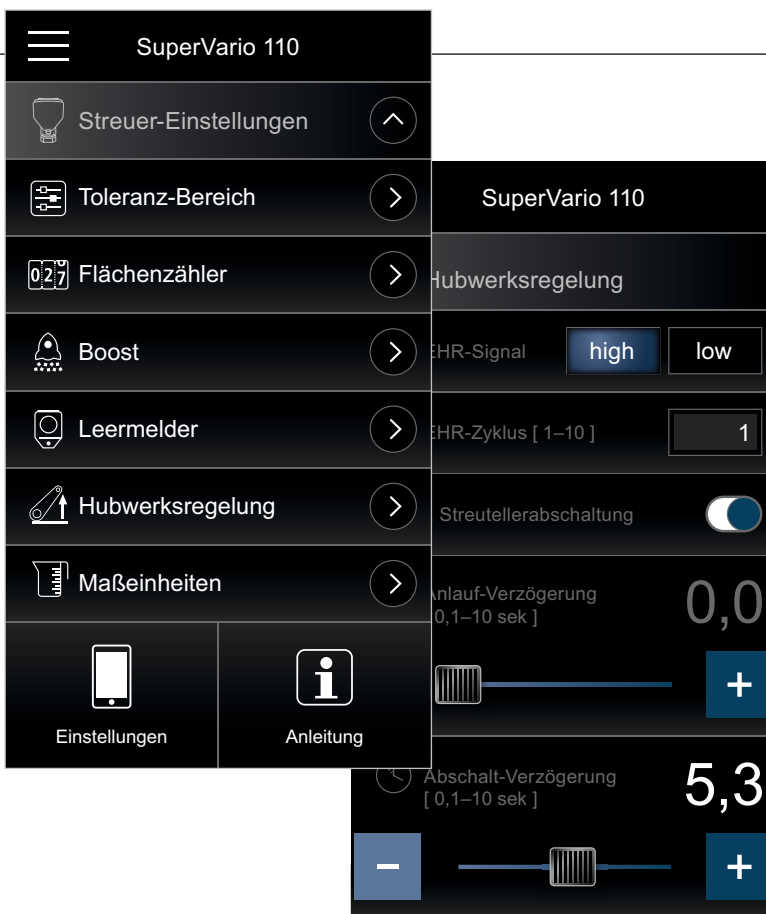 SuperVario 110
Streuer-Einstellungen
Toleranz-Bereich
027
Flächenzähler
Boost
Leermelder
Hubwerksregelung
Maßeinheiten
Einstellungen
Anleitung
SuperVario 110
Hubwerksregelung
EHR-Signal
high
low
EHR-Zyklus [ 1–10 ]
1
Streutellerabschaltung
Anlauf-Verzögerung
0,1–10 sek ]
0,0
+
Abschalt-Verzögerung
[ 0,1–10 sek ]
5,3
−
+